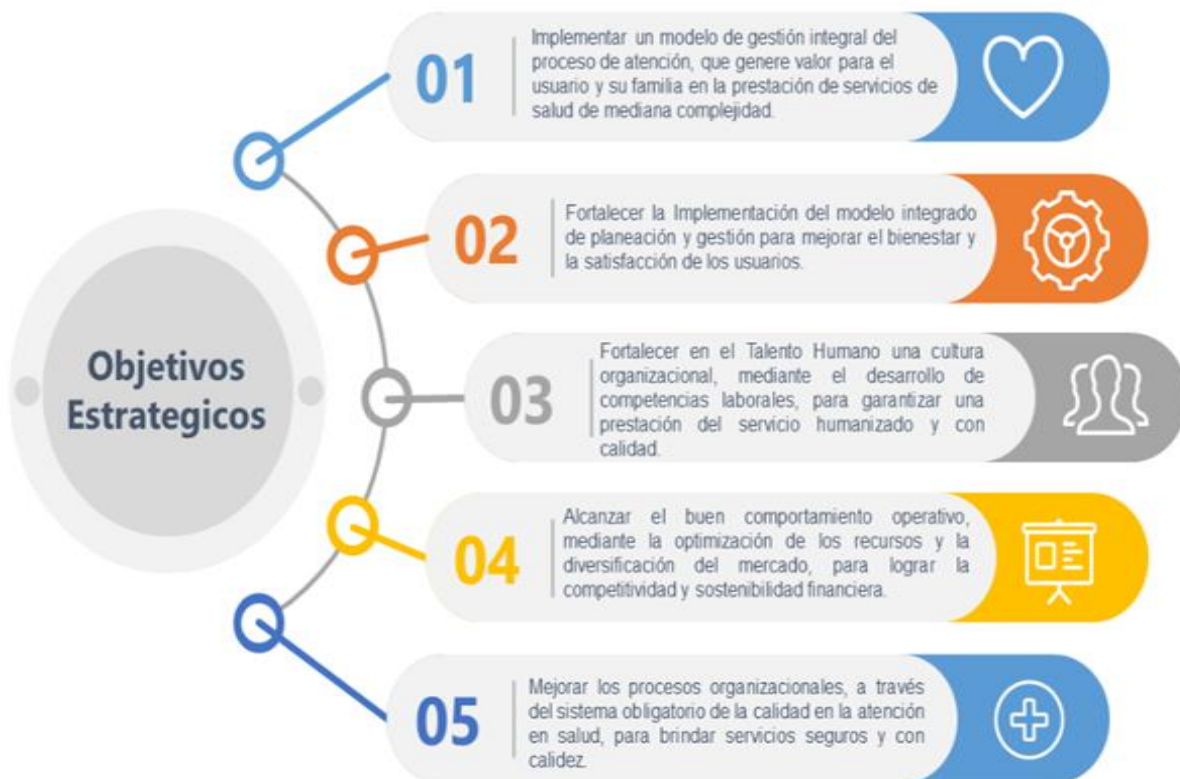 Objetivos
Estrategicos
01
Implementar un modelo de gestión integral del
proceso de atención, que genere valor para el
usuario y su familia en la prestación de servicios de
salud de mediana complejidad.
02
Fortalecer la Implementación del modelo integrado
de planeación y gestión para mejorar el bienestar y
la satisfacción de los usuarios.
03
Fortalecer en el Talento Humano una cultura
organizacional, mediante el desarrollo de
competencias laborales, para garantizar una
prestación del servicio humanizado y con
calidad.
04
Alcanzar el buen comportamiento operativo,
mediante la optimización de los recursos y la
diversificación del mercado, para lograr la
competitividad y sostenibilidad financiera.
05
Mejorar los procesos organizacionales, a través
del sistema obligatorio de la calidad en la atención
en salud, para brindar servicios seguros y con
calidez.